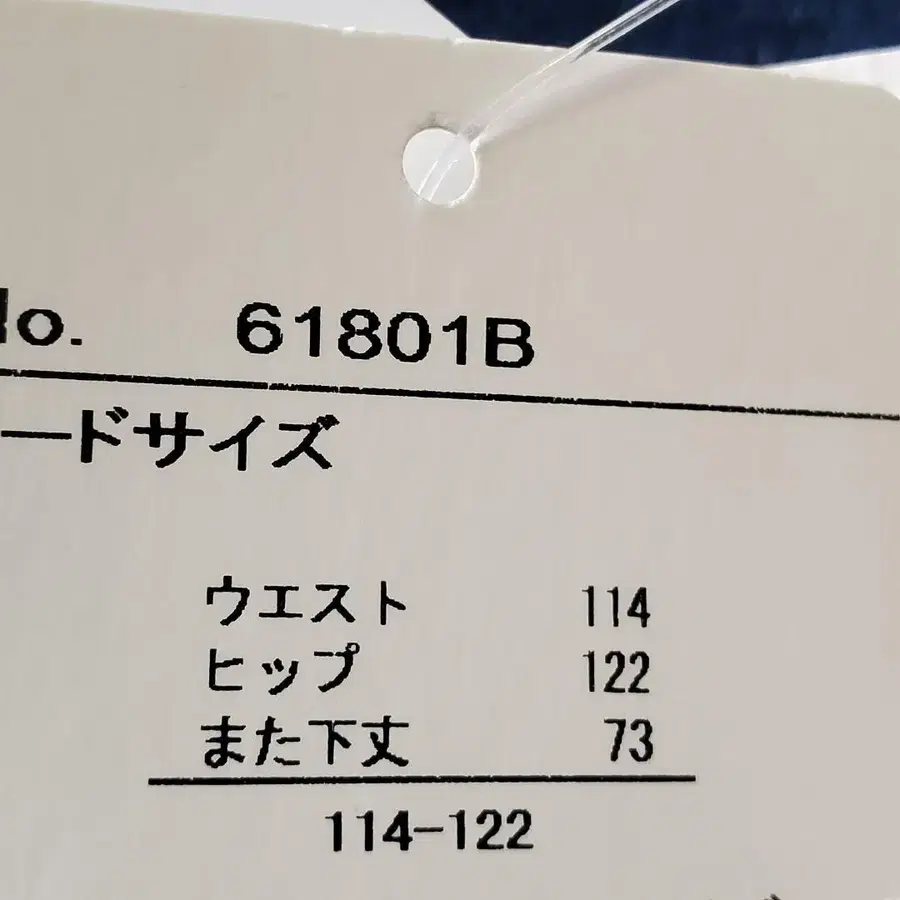 No. 61801B
ードサイズ
ウエスト 114
ヒップ 122
また下丈 73
114-122